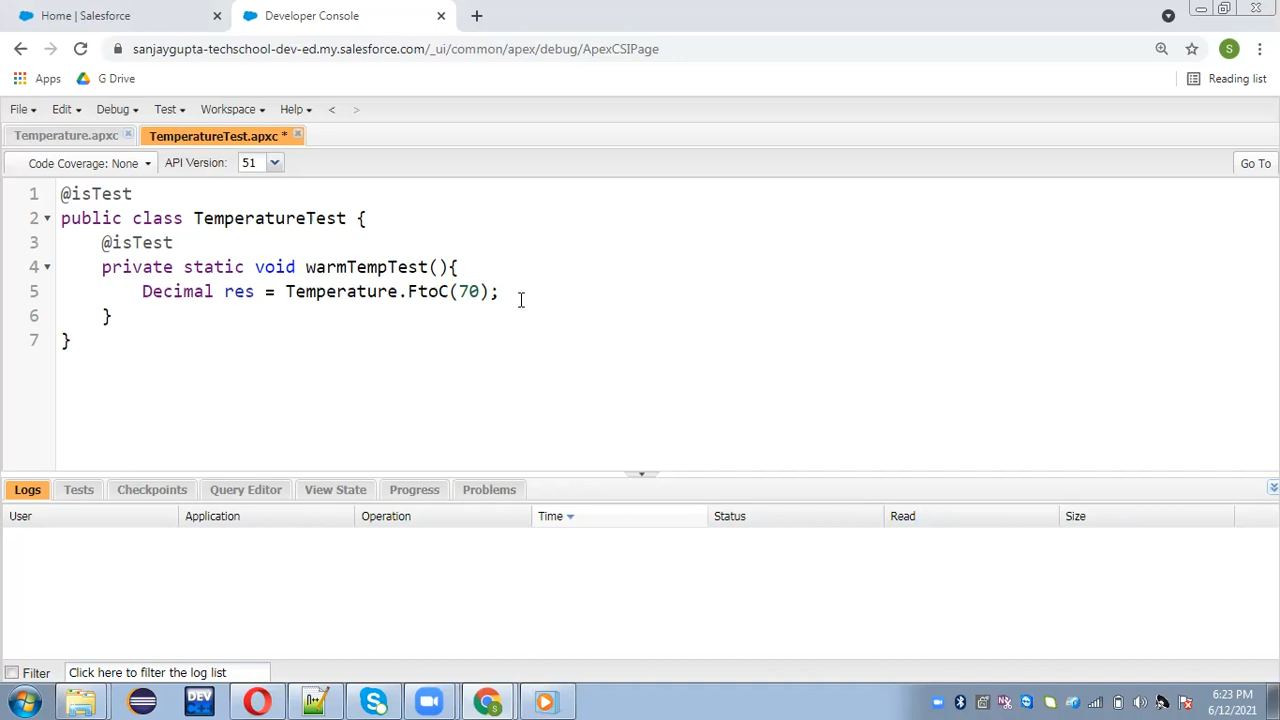 Home | Salesforce
Developer Console
sanjaygupta-techschool-dev-ed.my.salesforce.com/_ui/common/apex/debug/ApexCSIPage
S
Apps
G Drive
Reading list
File Edit Debug Test Workspace Help < >
Temperature.apxc
TemperatureTest.apxc *
Code Coverage: None
API Version: 51
Go To
1 @isTest
2 public class TemperatureTest {
3 @isTest
4 private static void warmTempTest(){
5 Decimal res = Temperature.FtoC(70);
6 }
7 }
Logs Tests Checkpoints Query Editor View State Progress Problems
User Application Operation Time Status Read Size
Filter Click here to filter the log list
DEV
6:23 PM
6/12/2021